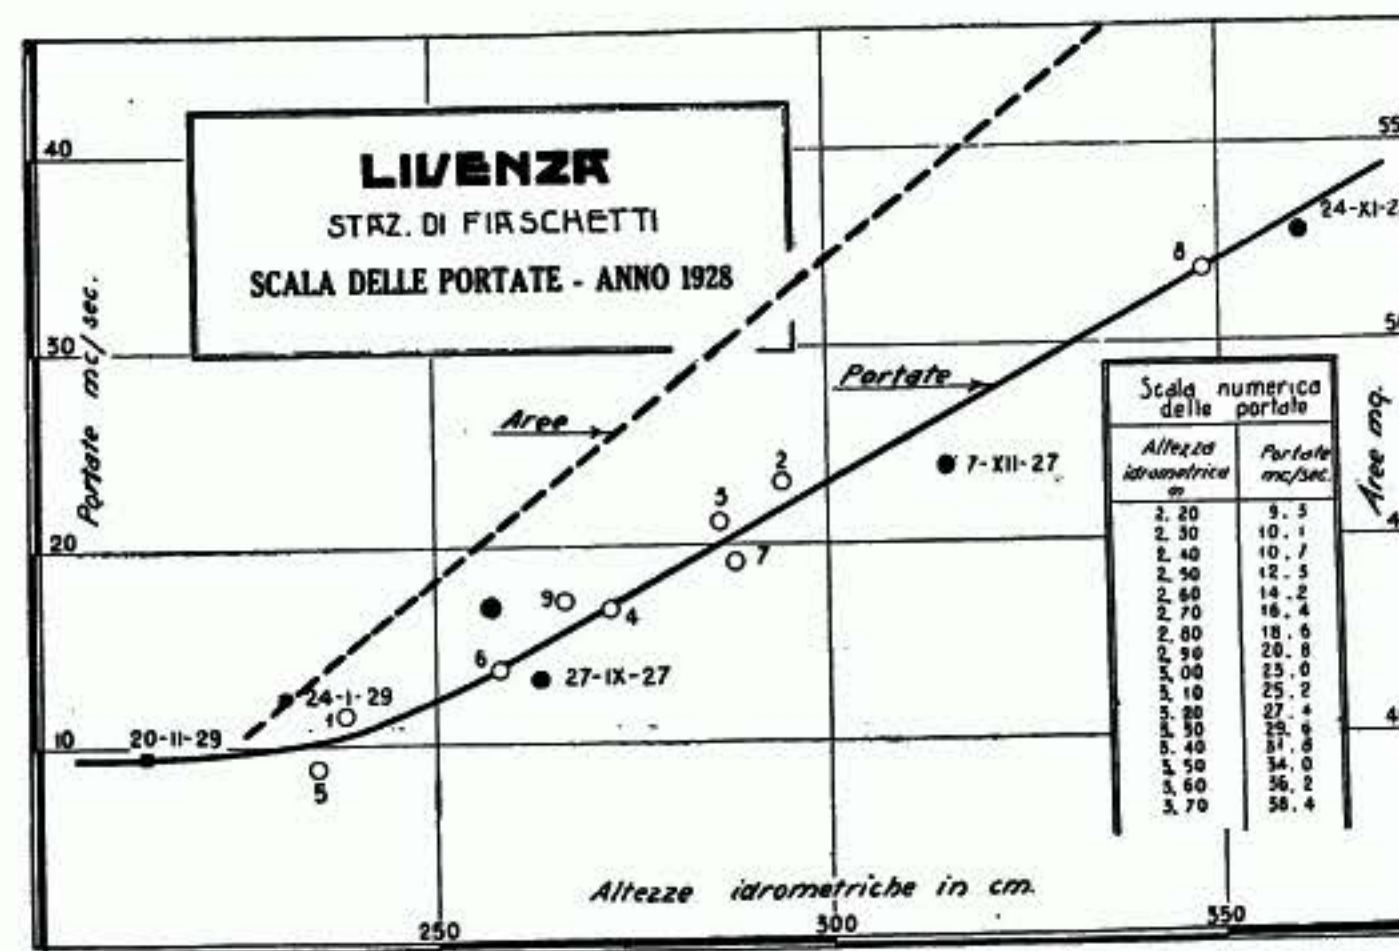 LIVENZA
STAZ. DI FIASCHETTI
SCALA DELLE PORTATE - ANNO 1928
Portate mc/sec.
40
30
20
10
Aree
Portate
20-11-29
24-1-29
1
5
6
27-IX-27
9
4
3
7
2
7-XII-27
8
24-XI-2
55
50
4
4
Aree mq.
Scala numerica
delle portate
Altezza Portate
idrometrica mc/sec.
m
2.20 9.5
2.30 10.1
2.40 10.7
2.50 12.5
2.60 14.2
2.70 16.4
2.80 18.6
2.90 20.8
3.00 23.0
3.10 25.2
3.20 27.4
3.30 29.6
3.40 31.8
3.50 34.0
3.60 36.2
3.70 38.4
Altezze idrometriche in cm.
250
300
350